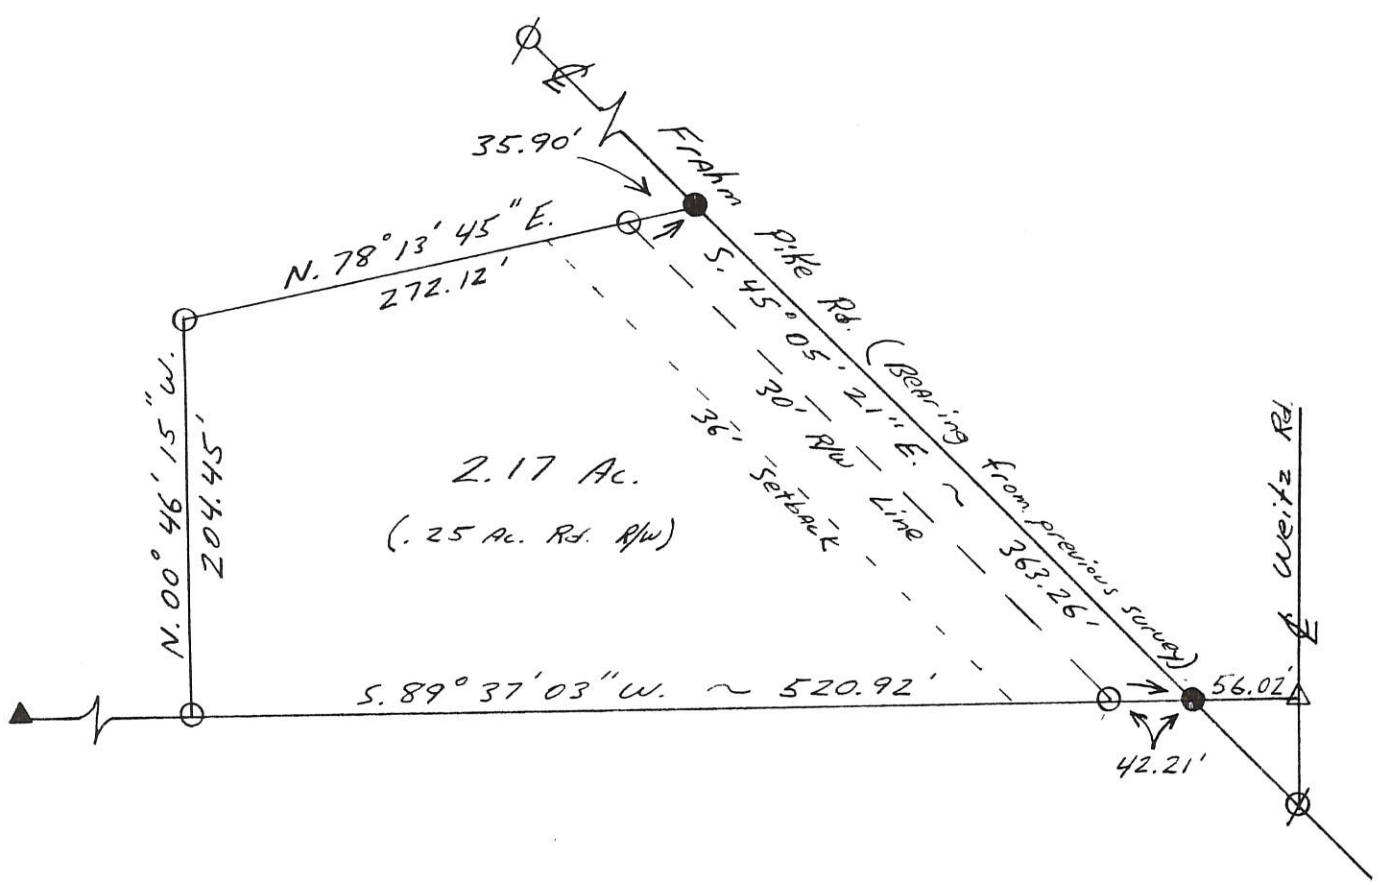 ℄
35.90'
Frahm Pike Rd. (Bearing from previous survey)
N. 78° 13' 45" E.
272.12'
S. 45° 05' 21" E. ~ 363.26'
30' R/W Line
36' Setback
N. 00° 46' 15" W.
204.45'
2.17 Ac.
(.25 Ac. Rd. R/W)
℄ Weitz Rd.
S. 89° 37' 03" W. ~ 520.92'
56.02'
42.21'